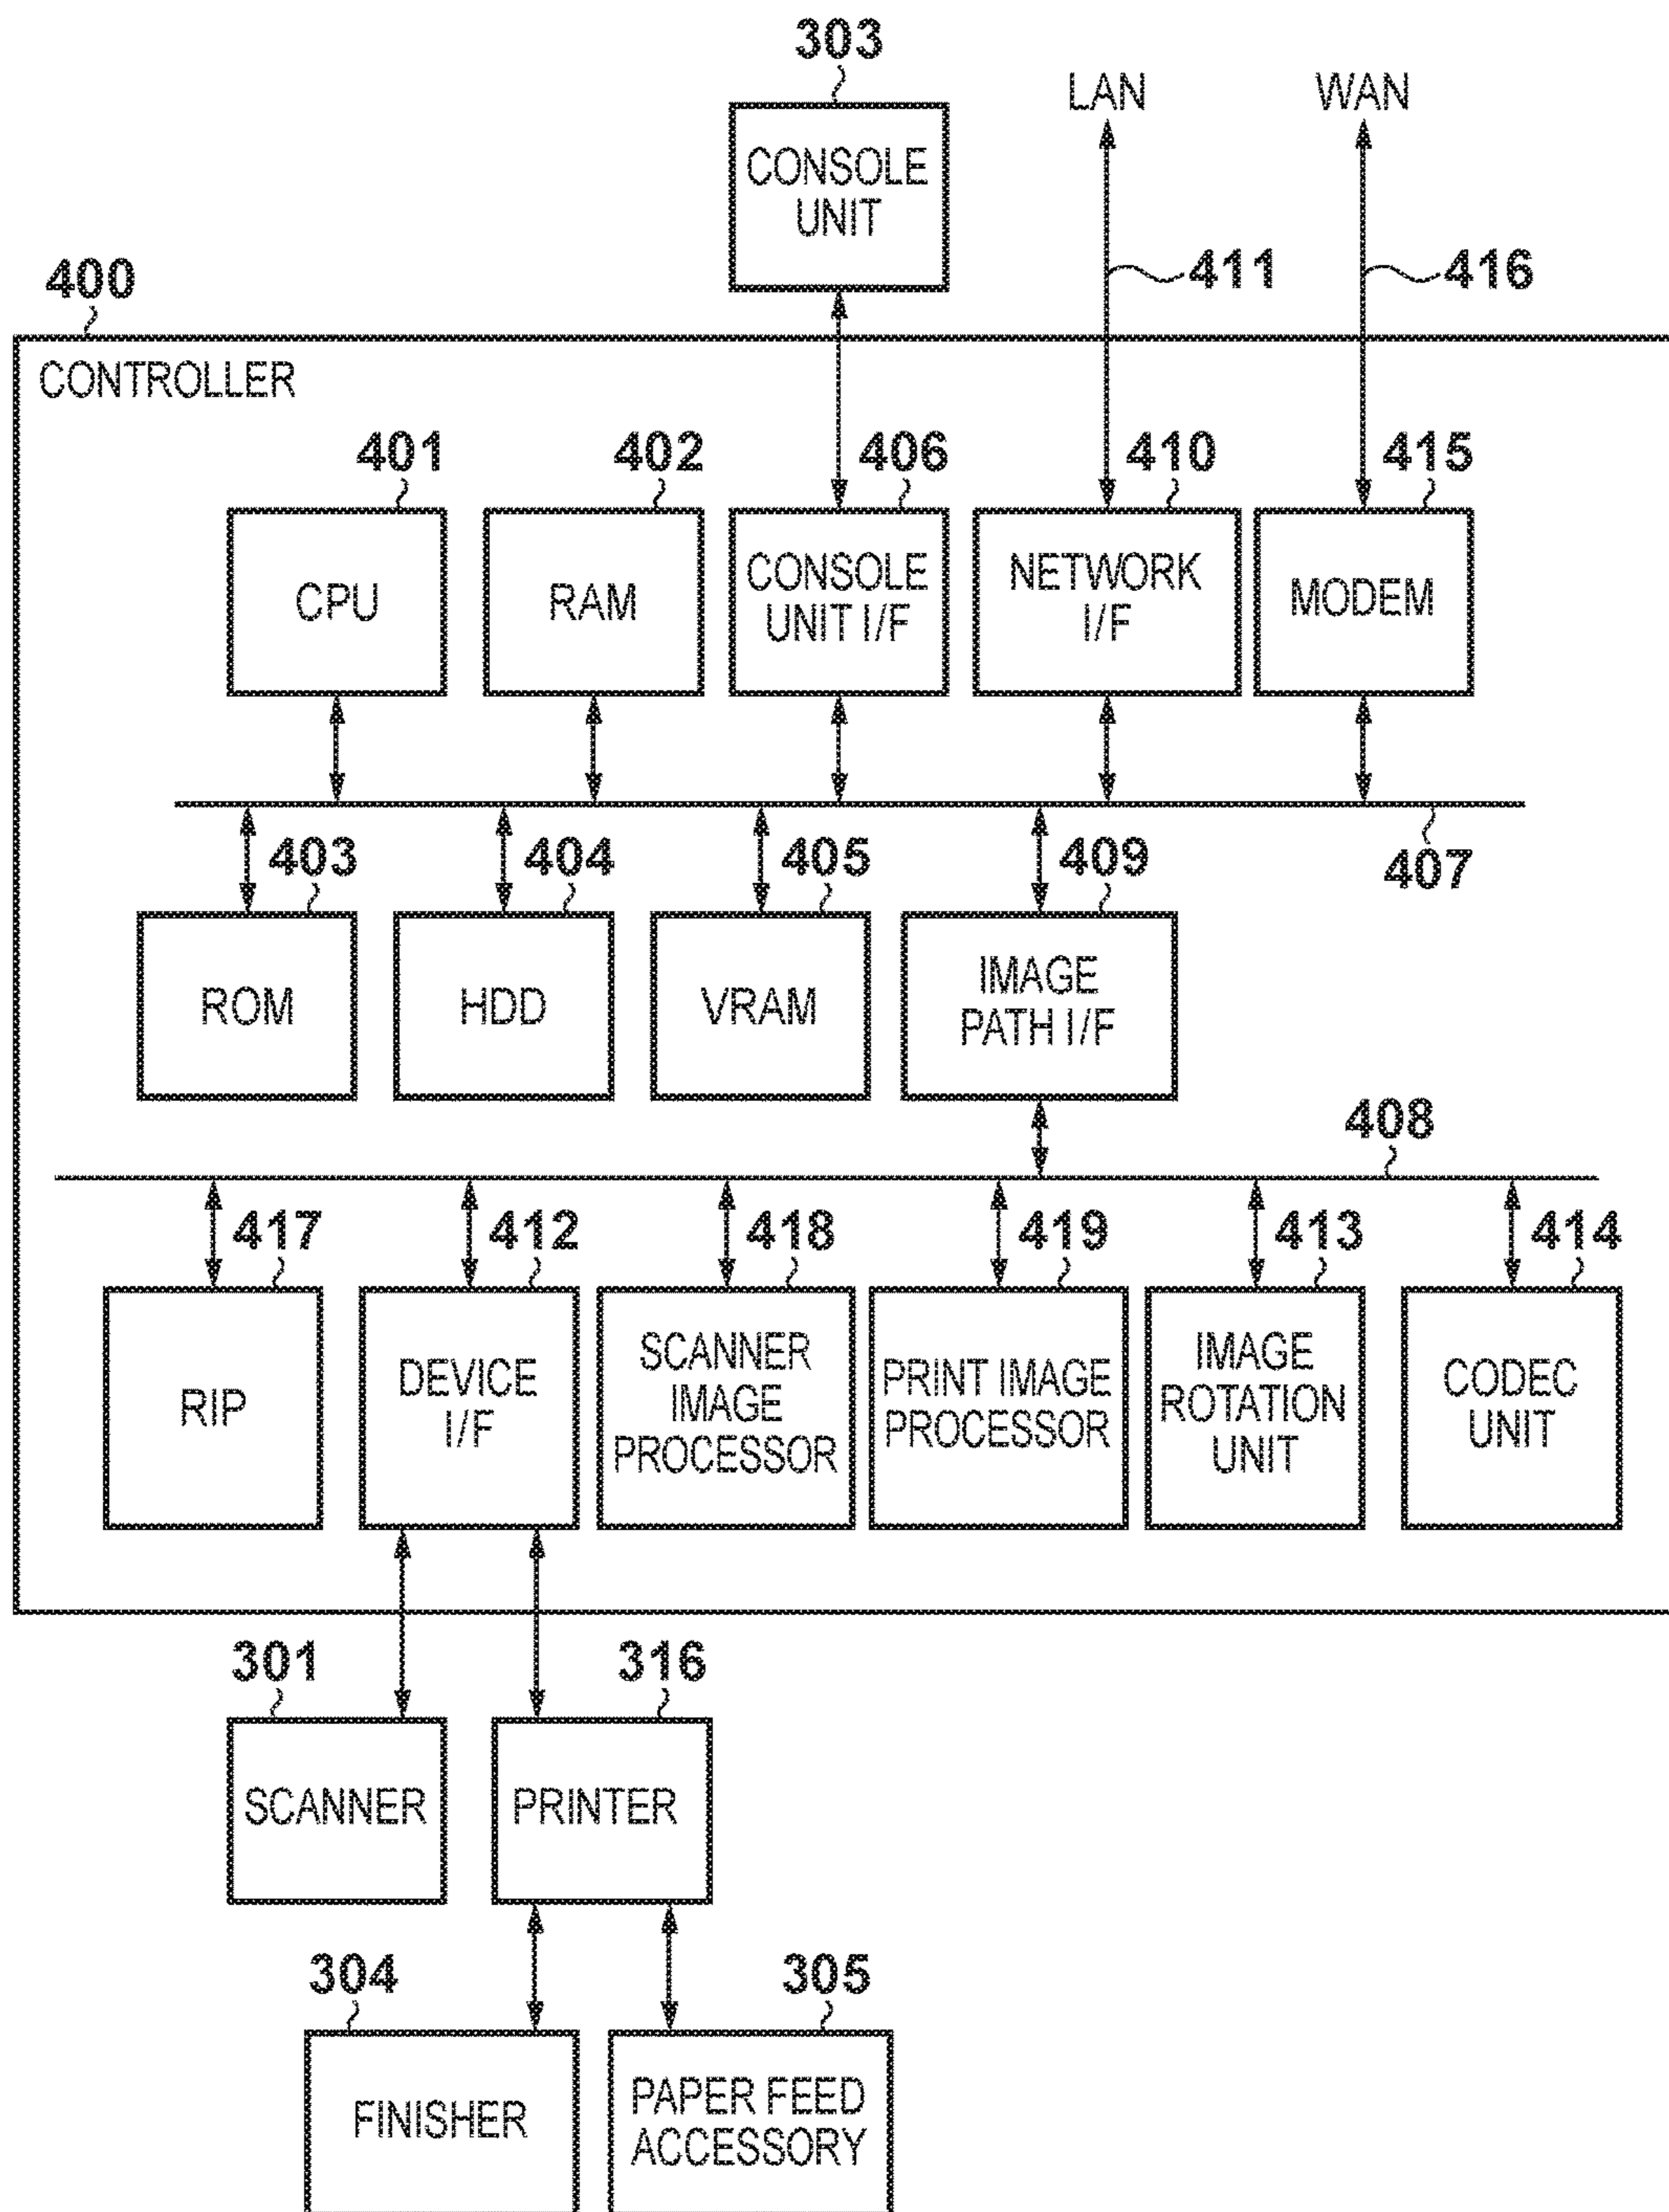 303
LAN
WAN
CONSOLE
UNIT
411
416
400
CONTROLLER
401
402
406
410
415
CPU
RAM
CONSOLE
UNIT I/F
NETWORK
I/F
MODEM
403
404
405
409
407
ROM
HDD
VRAM
IMAGE
PATH I/F
408
417
412
418
419
413
414
RIP
DEVICE
I/F
SCANNER
IMAGE
PROCESSOR
PRINT IMAGE
PROCESSOR
IMAGE
ROTATION
UNIT
CODEC
UNIT
301
316
SCANNER
PRINTER
304
305
FINISHER
PAPER FEED
ACCESSORY